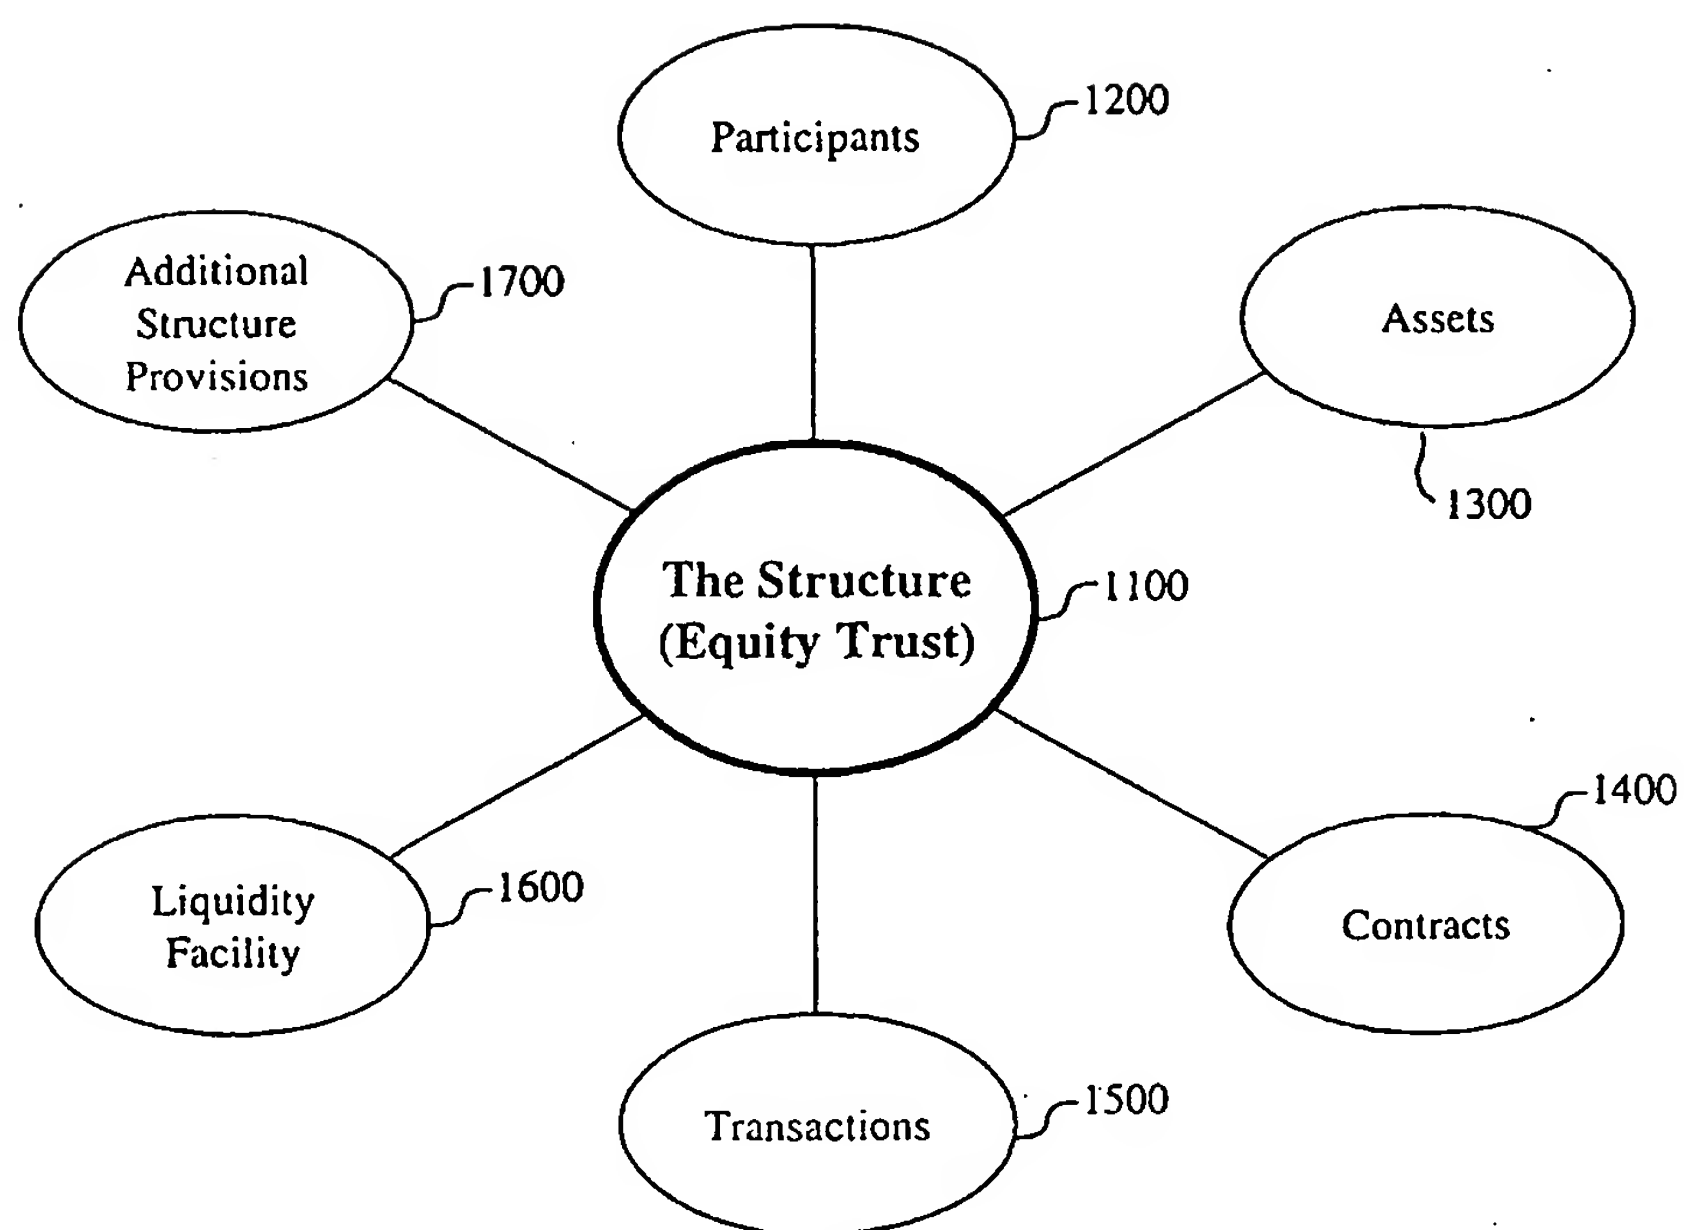 Participants
1200
Additional
Structure
Provisions
1700
Assets
1300
The Structure
(Equity Trust)
1100
Liquidity
Facility
1600
Contracts
1400
Transactions
1500